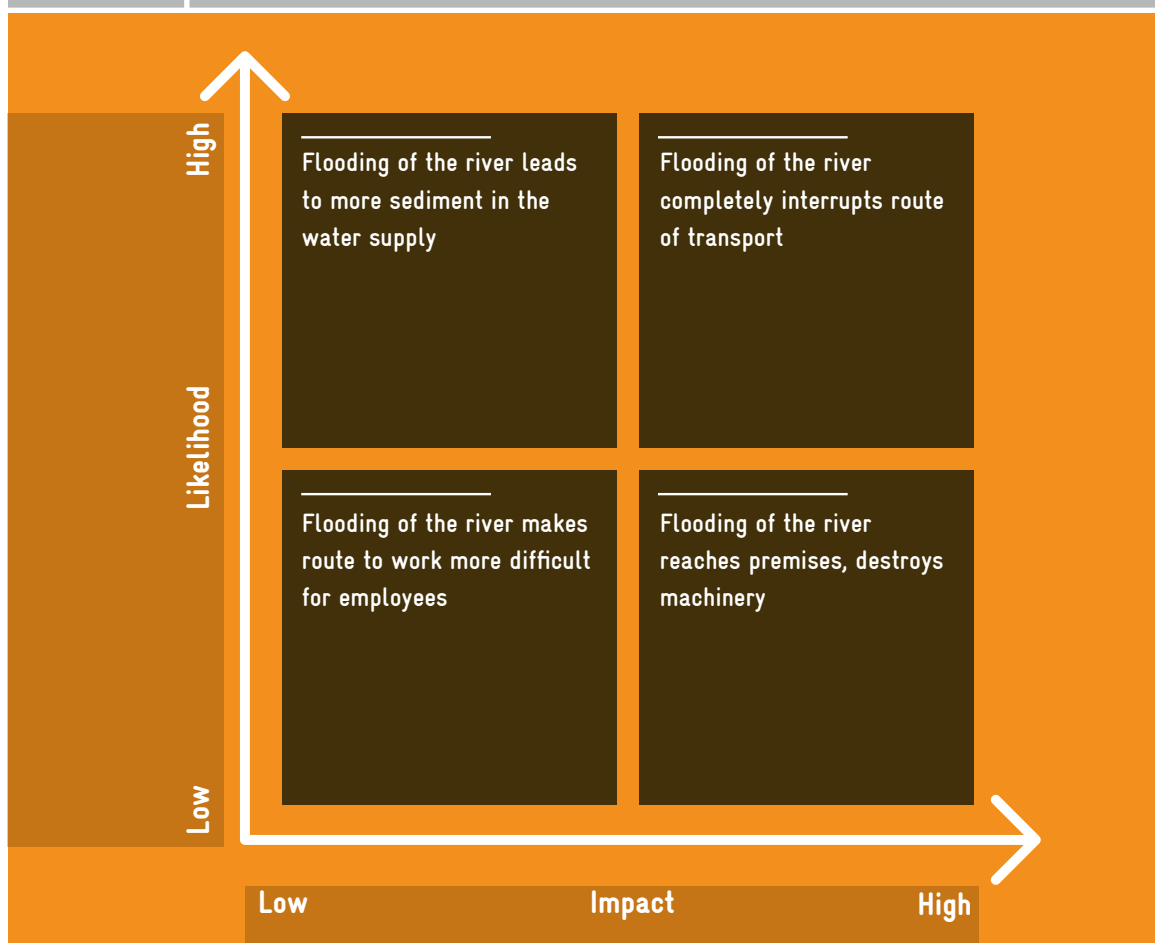 High
Flooding of the river leads
to more sediment in the
water supply
Flooding of the river
completely interrupts route
of transport
Likelihood
Flooding of the river makes
route to work more difficult
for employees
Flooding of the river
reaches premises, destroys
machinery
Low
Low
Impact
High